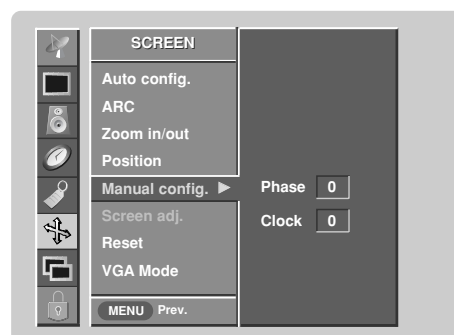 SCREEN
Auto config.
ARC
Zoom in/out
Position
Manual config. ▶
Phase 0
Clock 0
Screen adj.
Reset
VGA Mode
MENU Prev.